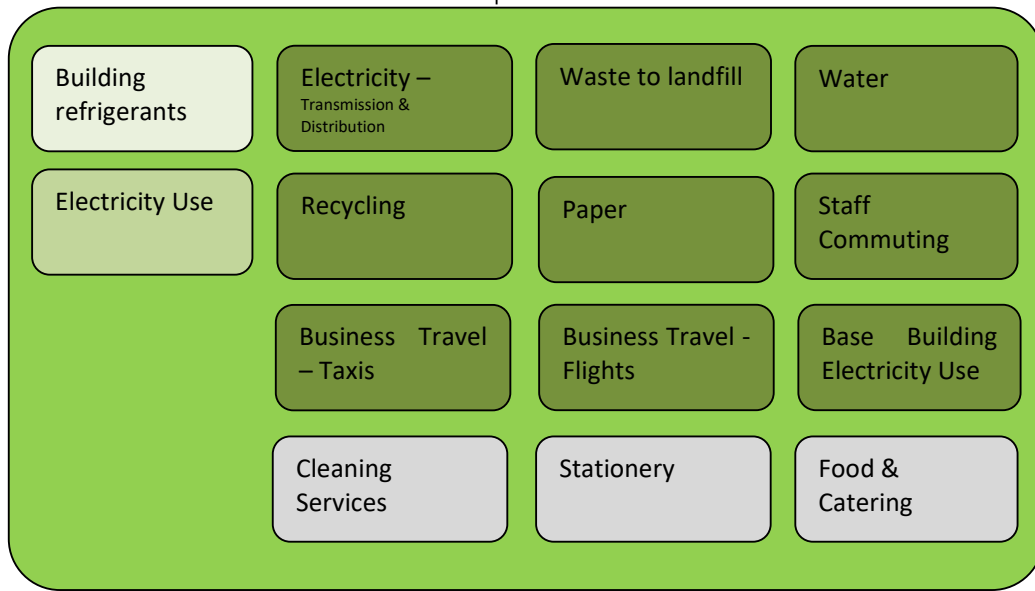 Building
refrigerants
Electricity –
Transmission &
Distribution
Waste to landfill
Water
Electricity Use
Recycling
Paper
Staff
Commuting
Business Travel
– Taxis
Business Travel -
Flights
Base Building
Electricity Use
Cleaning
Services
Stationery
Food &
Catering